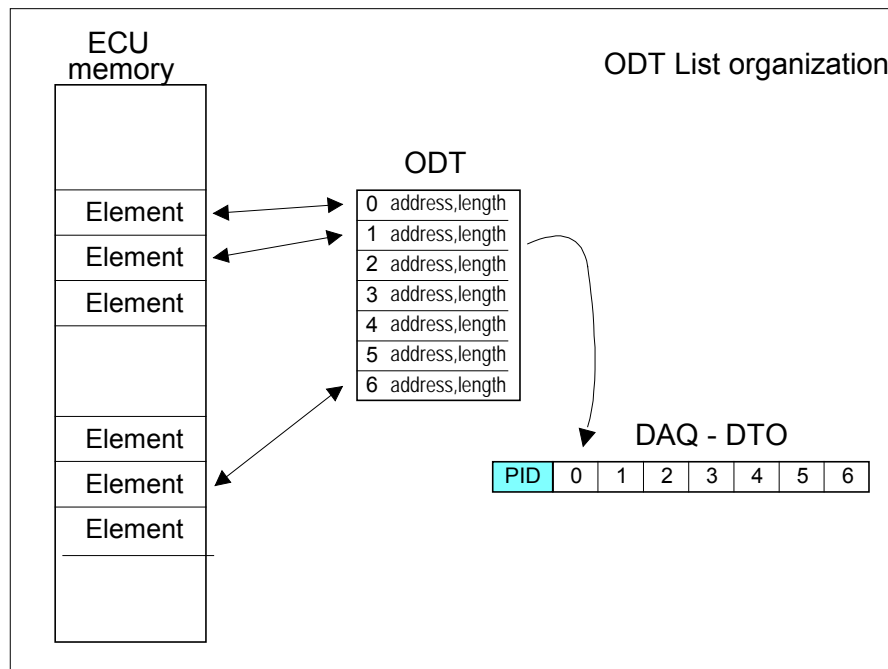 ECU
memory
ODT List organization
ODT
Element
Element
Element
Element
Element
Element
0 address,length
1 address,length
2 address,length
3 address,length
4 address,length
5 address,length
6 address,length
DAQ - DTO
PID 0 1 2 3 4 5 6